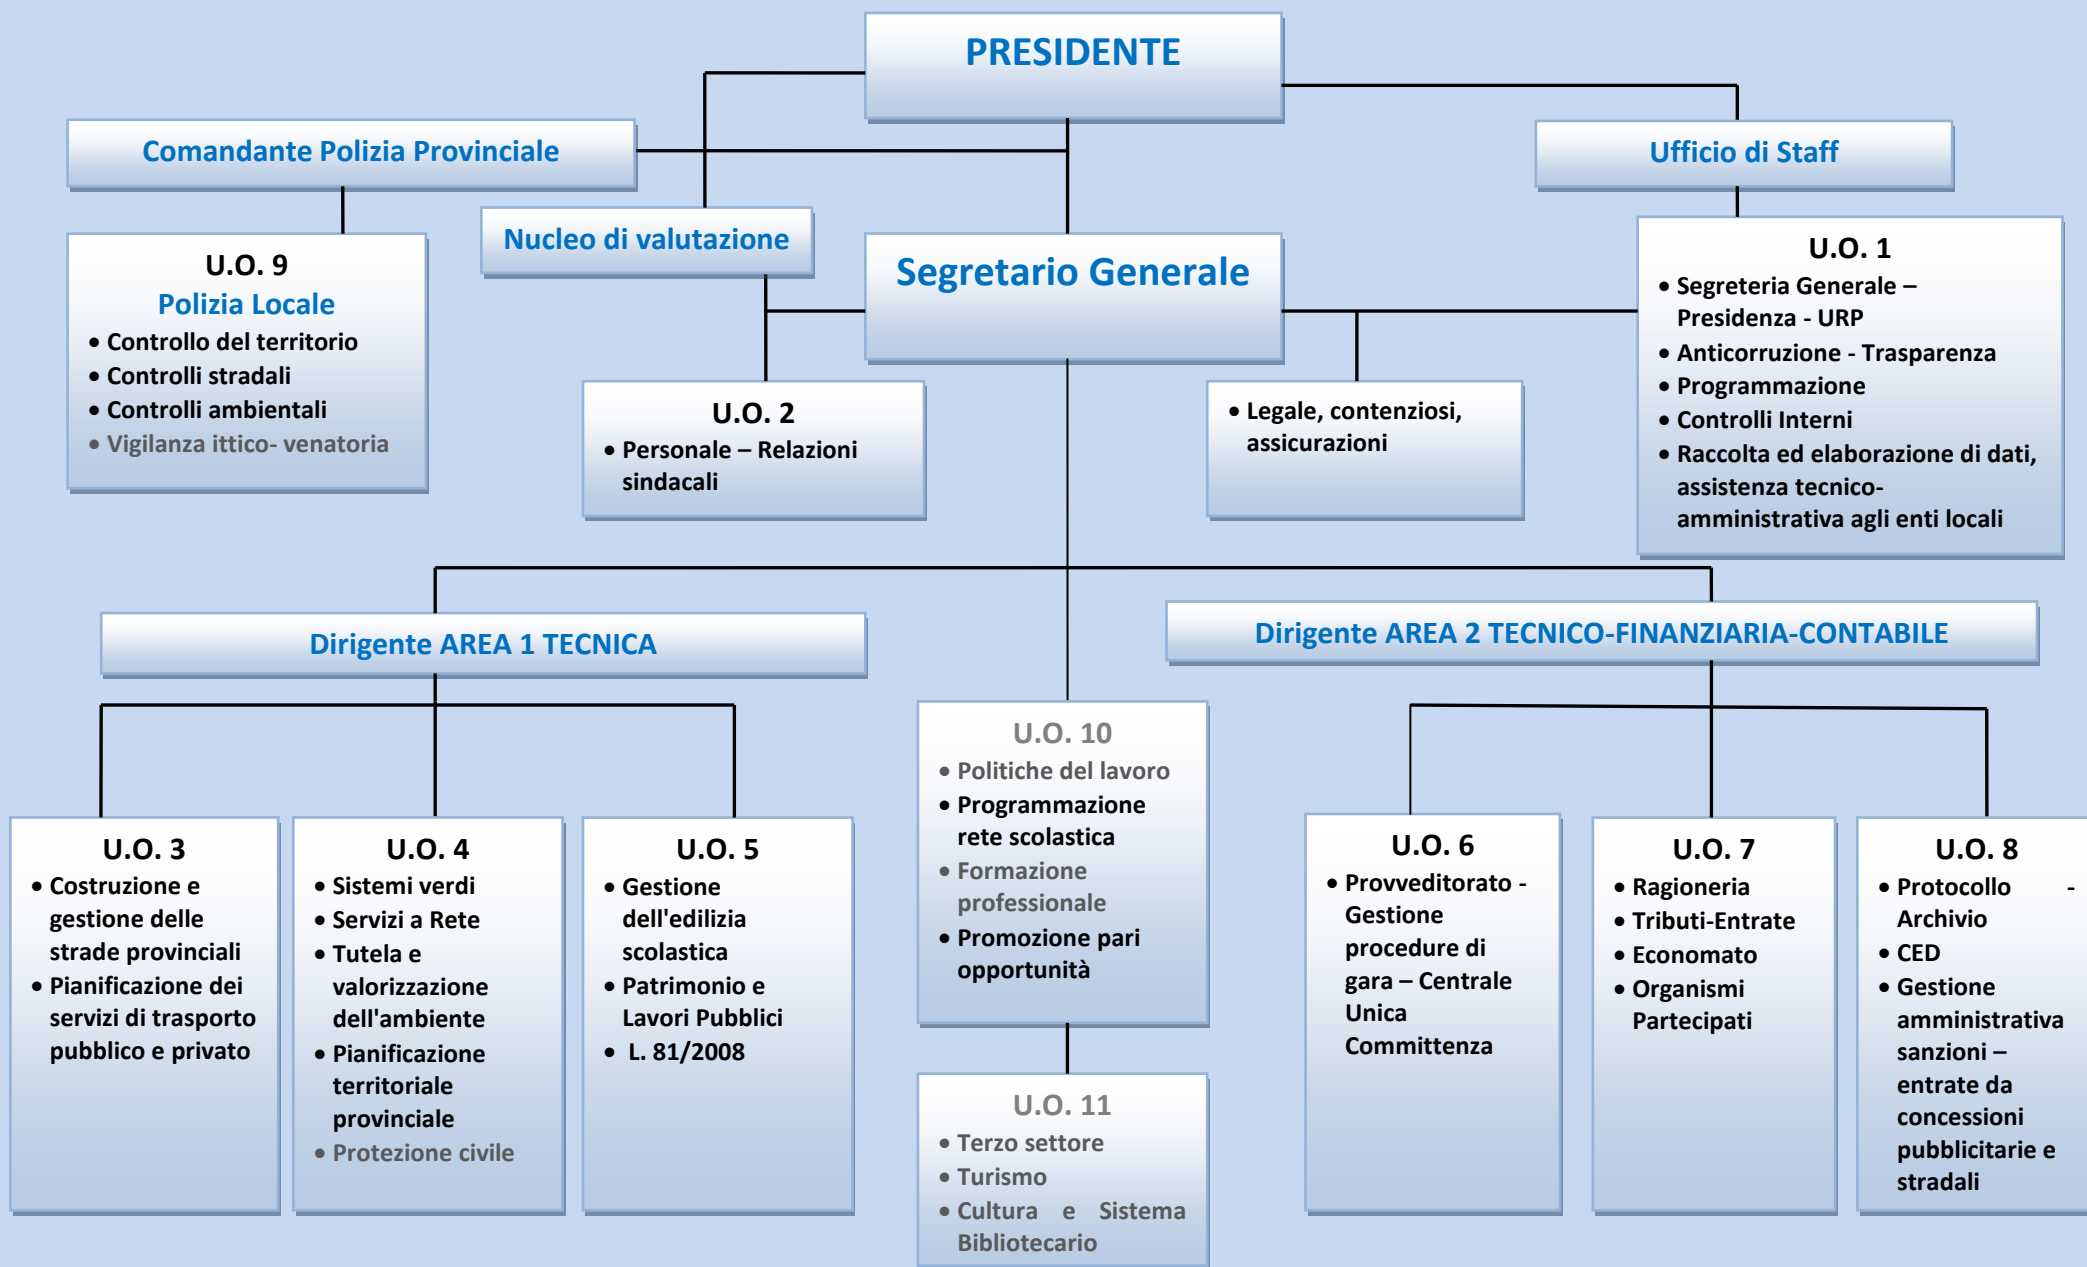 PRESIDENTE
Comandante Polizia Provinciale
Ufficio di Staff
Nucleo di valutazione
Segretario Generale
U.O. 9
Polizia Locale
• Controllo del territorio
• Controlli stradali
• Controlli ambientali
• Vigilanza ittico- venatoria
U.O. 2
• Personale – Relazioni
sindacali
• Legale, contenziosi,
assicurazioni
U.O. 1
• Segreteria Generale –
Presidenza - URP
• Anticorruzione - Trasparenza
• Programmazione
• Controlli Interni
• Raccolta ed elaborazione di dati,
assistenza tecnico-
amministrativa agli enti locali
Dirigente AREA 1 TECNICA
Dirigente AREA 2 TECNICO-FINANZIARIA-CONTABILE
U.O. 3
• Costruzione e
gestione delle
strade provinciali
• Pianificazione dei
servizi di trasporto
pubblico e privato
U.O. 4
• Sistemi verdi
• Servizi a Rete
• Tutela e
valorizzazione
dell'ambiente
• Pianificazione
territoriale
provinciale
• Protezione civile
U.O. 5
• Gestione
dell'edilizia
scolastica
• Patrimonio e
Lavori Pubblici
• L. 81/2008
U.O. 10
• Politiche del lavoro
• Programmazione
rete scolastica
• Formazione
professionale
• Promozione pari
opportunità
U.O. 11
• Terzo settore
• Turismo
• Cultura e Sistema
Bibliotecario
U.O. 6
• Provveditorato -
Gestione
procedure di
gara – Centrale
Unica
Committenza
U.O. 7
• Ragioneria
• Tributi-Entrate
• Economato
• Organismi
Partecipati
U.O. 8
• Protocollo -
Archivio
• CED
• Gestione
amministrativa
sanzioni –
entrate da
concessioni
pubblicitarie e
stradali